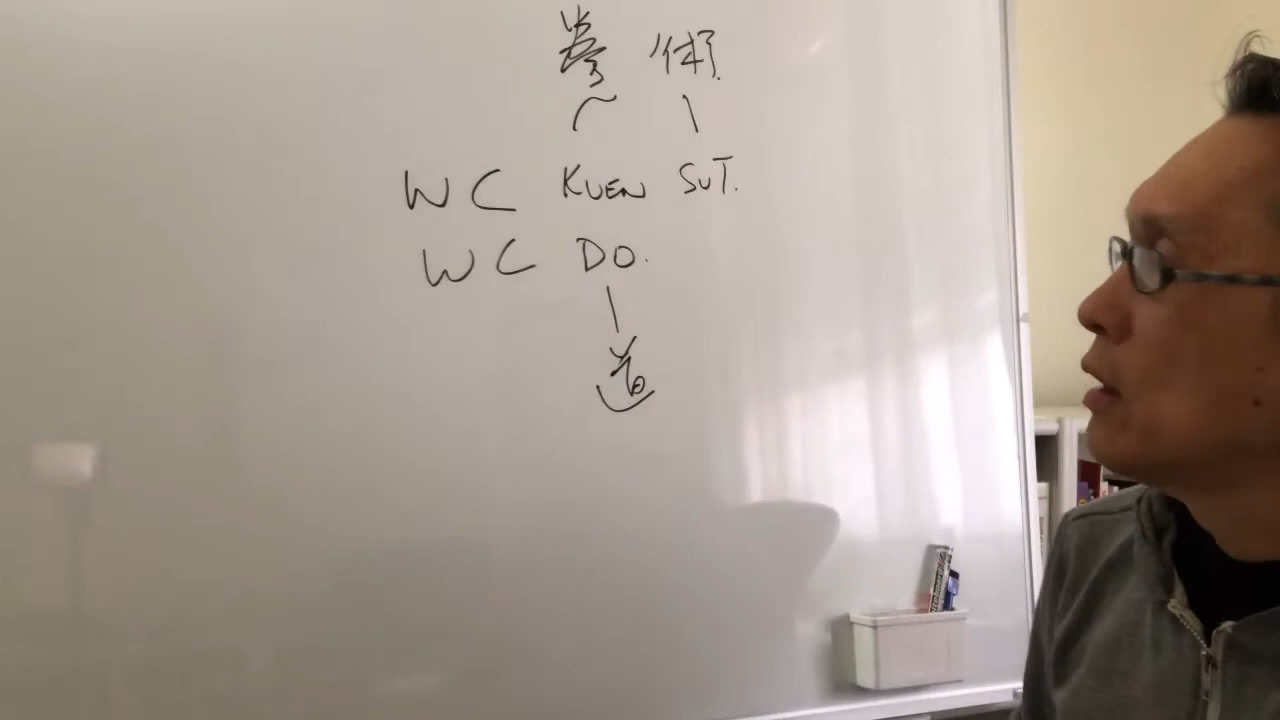 拳術
WC KUEN SUT.
WC DO.
道